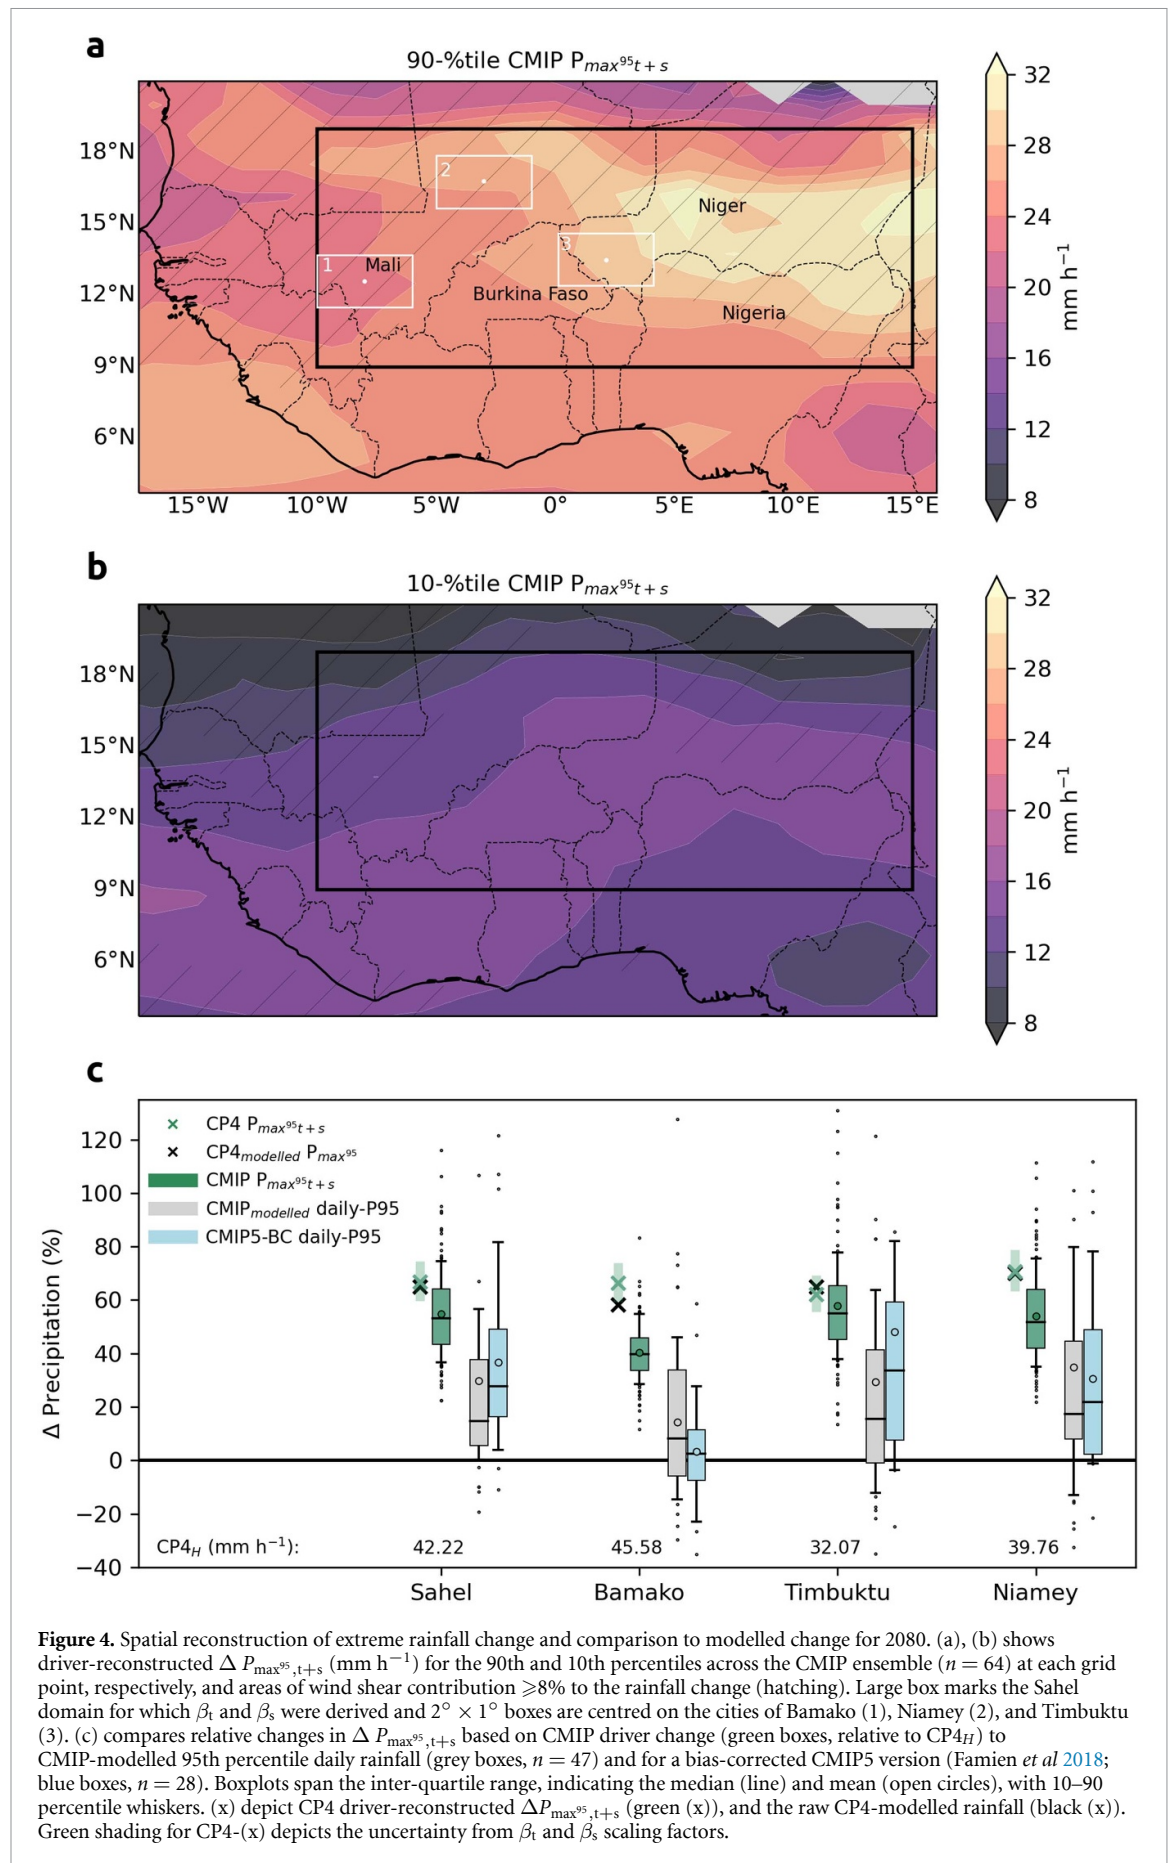 a
90-%tile CMIP Pmax⁹⁵t+s
18°N
15°N
12°N
9°N
6°N
15°W 10°W 5°W 0° 5°E 10°E 15°E
2
Niger
3
1 Mali
Burkina Faso
Nigeria
32
28
24
20
16
12
8
mm h⁻¹
b
10-%tile CMIP Pmax⁹⁵t+s
18°N
15°N
12°N
9°N
6°N
32
28
24
20
16
12
8
mm h⁻¹
c
CP4 Pmax⁹⁵t+s
CP4modelled Pmax⁹⁵
CMIP Pmax⁹⁵t+s
CMIPmodelled daily-P95
CMIP5-BC daily-P95
Δ Precipitation (%)
120
100
80
60
40
20
0
−20
−40
CP4H (mm h⁻¹): 42.22 45.58 32.07 39.76
Sahel Bamako Timbuktu Niamey
Figure 4. Spatial reconstruction of extreme rainfall change and comparison to modelled change for 2080. (a), (b) shows
driver-reconstructed Δ Pmax⁹⁵,t+s (mm h⁻¹) for the 90th and 10th percentiles across the CMIP ensemble (n = 64) at each grid
point, respectively, and areas of wind shear contribution ⩾8% to the rainfall change (hatching). Large box marks the Sahel
domain for which βt and βs were derived and 2° × 1° boxes are centred on the cities of Bamako (1), Niamey (2), and Timbuktu
(3). (c) compares relative changes in Δ Pmax⁹⁵,t+s based on CMIP driver change (green boxes, relative to CP4H) to
CMIP-modelled 95th percentile daily rainfall (grey boxes, n = 47) and for a bias-corrected CMIP5 version (Famien et al 2018;
blue boxes, n = 28). Boxplots span the inter-quartile range, indicating the median (line) and mean (open circles), with 10–90
percentile whiskers. (x) depict CP4 driver-reconstructed ΔPmax⁹⁵,t+s (green (x)), and the raw CP4-modelled rainfall (black (x)).
Green shading for CP4-(x) depicts the uncertainty from βt and βs scaling factors.